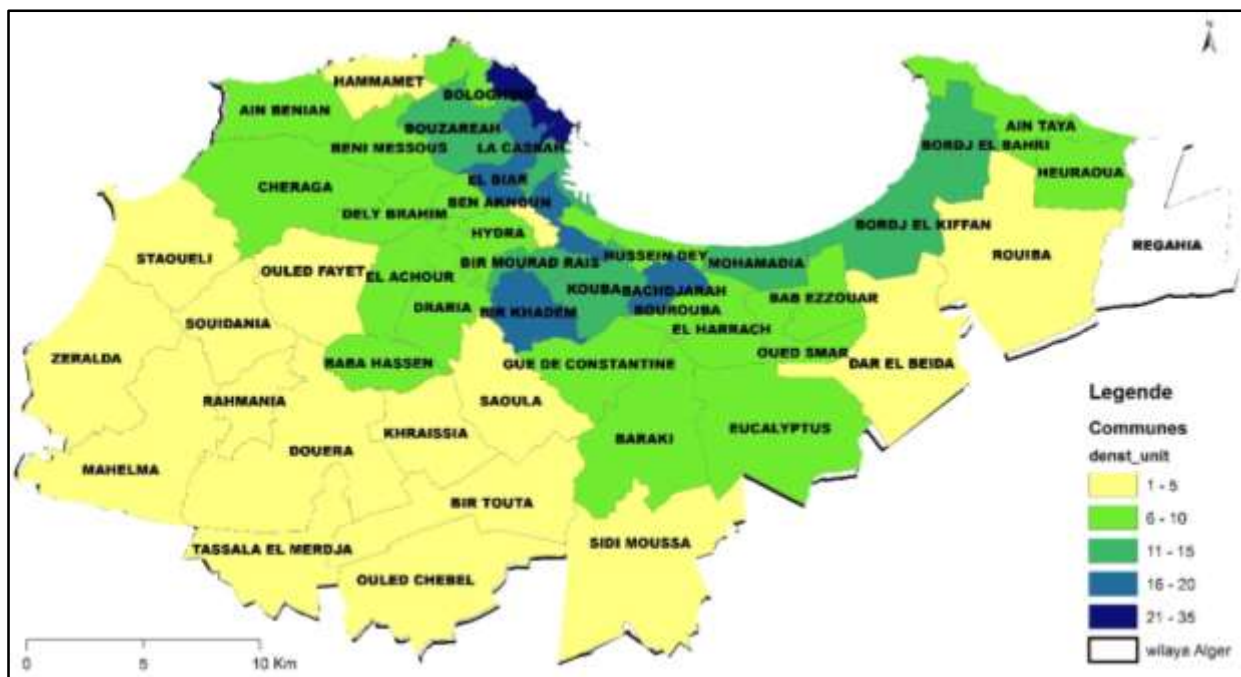 N
HAMMAMET
BOLOGHINE
AIN BENIAN
BOUZAREAH
BENI MESSOUS
LA CASBAH
AIN TAYA
BORDJ EL BAHRI
CHERAGA
EL BIAR
HEURAOUA
BEN AKNOUN
DELY BRAHIM
BORDJ EL KIFFAN
HYDRA
STAOUELI
OULED FAYET
EL ACHOUR
BIR MOURAD RAIS
HUSSEIN DEY
MOHAMADIA
ROUIBA
REGAHIA
KOUBA
BACHDJARAH
BAB EZZOUAR
DRARIA
BIR KHADEM
BOUROUBA
SOUIDANIA
EL HARRACH
ZERALDA
BABA HASSEN
GUE DE CONSTANTINE
OUED SMAR
DAR EL BEIDA
RAHMANIA
SAOULA
KHRAISSIA
EUCALYPTUS
DOUERA
BARAKI
MAHELMA
BIR TOUTA
SIDI MOUSSA
TASSALA EL MERDJA
OULED CHEBEL
Legende
Communes
denst_unit
1 - 5
6 - 10
11 - 15
16 - 20
21 - 35
wilaya Alger
0 5 10 Km